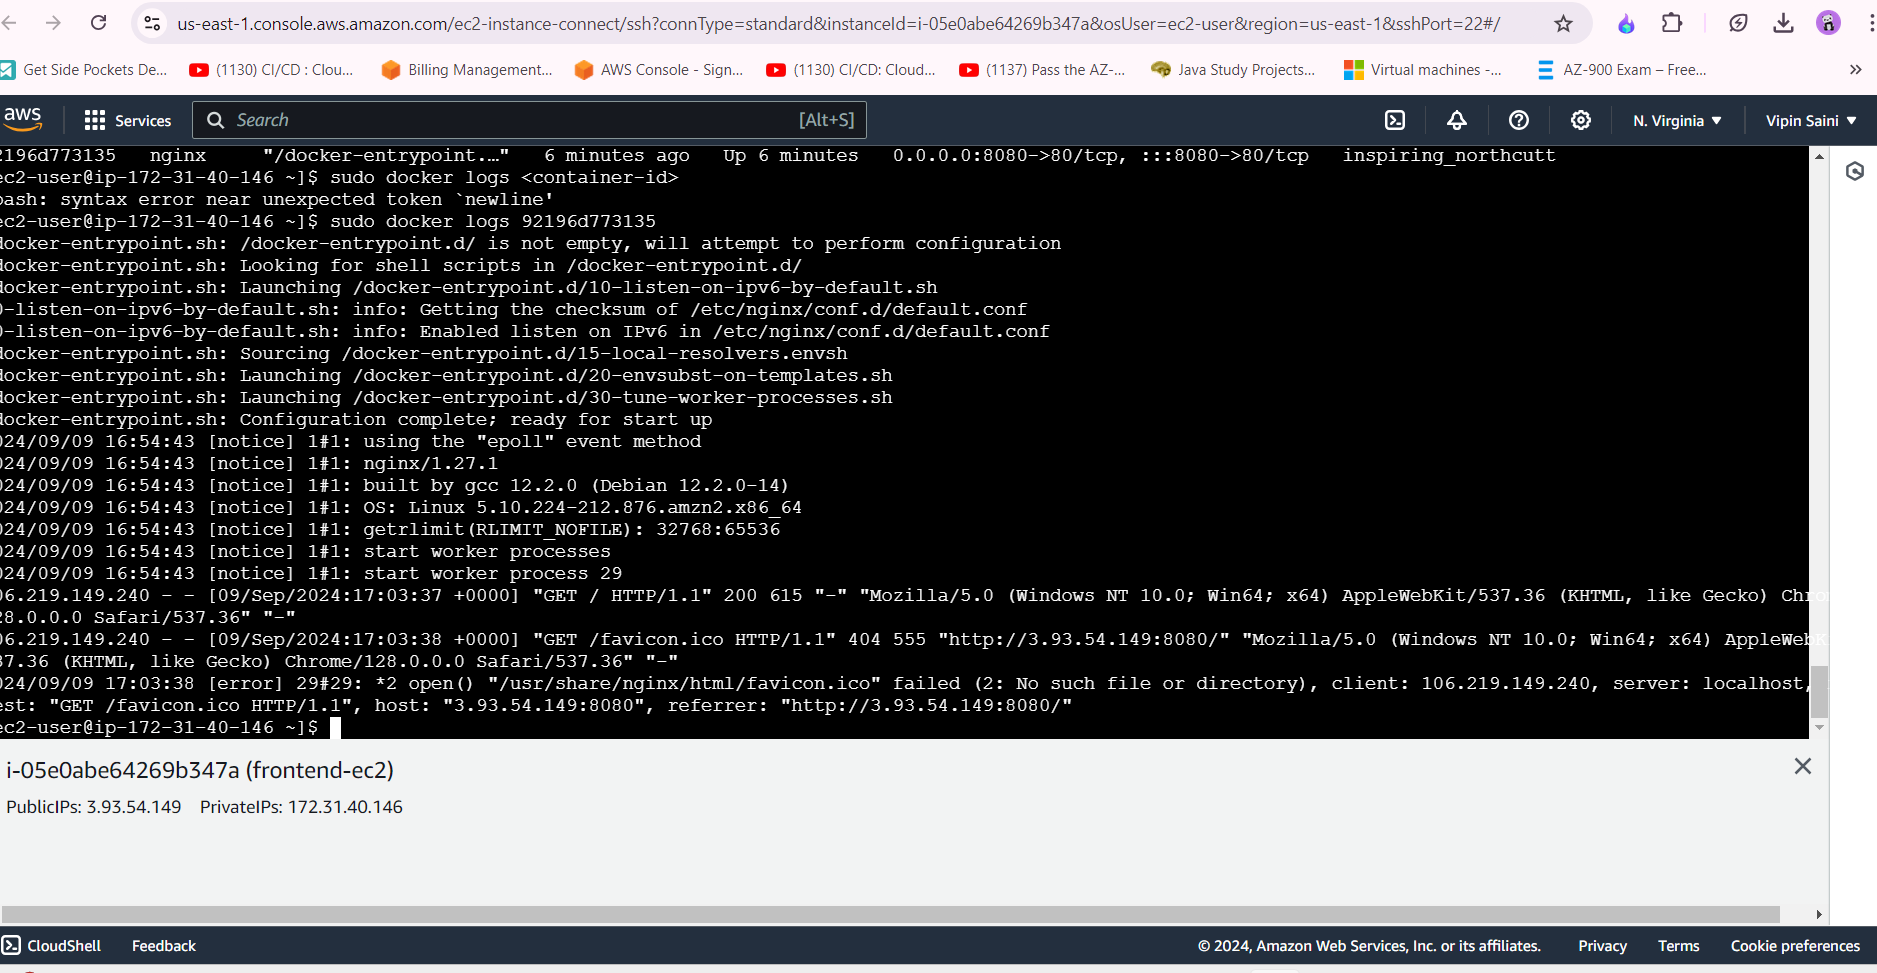 us-east-1.console.aws.amazon.com/ec2-instance-connect/ssh?connType=standard&instanceId=i-05e0abe64269b347a&osUser=ec2-user&region=us-east-1&sshPort=22#/
Get Side Pockets De... (1130) CI/CD : Clou... Billing Management... AWS Console - Sign... (1130) CI/CD: Cloud... (1137) Pass the AZ-... Java Study Projects... Virtual machines -... AZ-900 Exam – Free... »
aws Services Search [Alt+S] N. Virginia Vipin Saini
2196d773135 nginx "/docker-entrypoint.…" 6 minutes ago Up 6 minutes 0.0.0.0:8080->80/tcp, :::8080->80/tcp inspiring_northcutt
ec2-user@ip-172-31-40-146 ~]$ sudo docker logs <container-id>
bash: syntax error near unexpected token `newline'
ec2-user@ip-172-31-40-146 ~]$ sudo docker logs 92196d773135
docker-entrypoint.sh: /docker-entrypoint.d/ is not empty, will attempt to perform configuration
docker-entrypoint.sh: Looking for shell scripts in /docker-entrypoint.d/
docker-entrypoint.sh: Launching /docker-entrypoint.d/10-listen-on-ipv6-by-default.sh
0-listen-on-ipv6-by-default.sh: info: Getting the checksum of /etc/nginx/conf.d/default.conf
0-listen-on-ipv6-by-default.sh: info: Enabled listen on IPv6 in /etc/nginx/conf.d/default.conf
docker-entrypoint.sh: Sourcing /docker-entrypoint.d/15-local-resolvers.envsh
docker-entrypoint.sh: Launching /docker-entrypoint.d/20-envsubst-on-templates.sh
docker-entrypoint.sh: Launching /docker-entrypoint.d/30-tune-worker-processes.sh
docker-entrypoint.sh: Configuration complete; ready for start up
024/09/09 16:54:43 [notice] 1#1: using the "epoll" event method
024/09/09 16:54:43 [notice] 1#1: nginx/1.27.1
024/09/09 16:54:43 [notice] 1#1: built by gcc 12.2.0 (Debian 12.2.0-14)
024/09/09 16:54:43 [notice] 1#1: OS: Linux 5.10.224-212.876.amzn2.x86_64
024/09/09 16:54:43 [notice] 1#1: getrlimit(RLIMIT_NOFILE): 32768:65536
024/09/09 16:54:43 [notice] 1#1: start worker processes
024/09/09 16:54:43 [notice] 1#1: start worker process 29
06.219.149.240 - - [09/Sep/2024:17:03:37 +0000] "GET / HTTP/1.1" 200 615 "-" "Mozilla/5.0 (Windows NT 10.0; Win64; x64) AppleWebKit/537.36 (KHTML, like Gecko) Chro
28.0.0.0 Safari/537.36" "-"
06.219.149.240 - - [09/Sep/2024:17:03:38 +0000] "GET /favicon.ico HTTP/1.1" 404 555 "http://3.93.54.149:8080/" "Mozilla/5.0 (Windows NT 10.0; Win64; x64) AppleWebK
37.36 (KHTML, like Gecko) Chrome/128.0.0.0 Safari/537.36" "-"
024/09/09 17:03:38 [error] 29#29: *2 open() "/usr/share/nginx/html/favicon.ico" failed (2: No such file or directory), client: 106.219.149.240, server: localhost,
est: "GET /favicon.ico HTTP/1.1", host: "3.93.54.149:8080", referrer: "http://3.93.54.149:8080/"
ec2-user@ip-172-31-40-146 ~]$
i-05e0abe64269b347a (frontend-ec2)
PublicIPs: 3.93.54.149 PrivateIPs: 172.31.40.146
CloudShell Feedback © 2024, Amazon Web Services, Inc. or its affiliates. Privacy Terms Cookie preferences